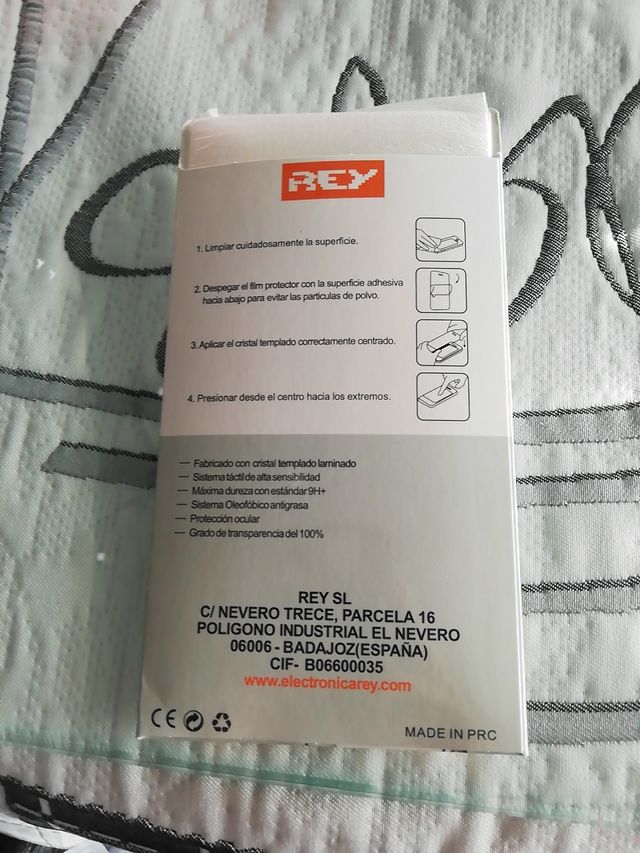 REY
1. Limpiar cuidadosamente la superficie.
2. Despegar el film protector con la superficie adhesiva
hacia abajo para evitar las particulas de polvo.
3. Aplicar el cristal templado correctamente centrado.
4. Presionar desde el centro hacia los extremos.
— Fabricado con cristal templado laminado
— Sistema táctil de alta sensibilidad
— Máxima dureza con estándar 9H+
— Sistema Oleofóbico antigrasa
— Protección ocular
— Grado de transparencia del 100%
REY SL
C/ NEVERO TRECE, PARCELA 16
POLIGONO INDUSTRIAL EL NEVERO
06006 - BADAJOZ(ESPAÑA)
CIF- B06600035
www.electronicarey.com
CE
MADE IN PRC